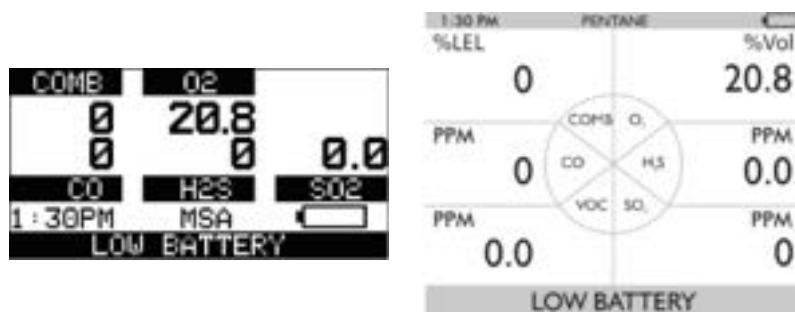 COMB O2
0 20.8
0 0 0.0
CO H2S SO2
1:30PM MSA
LOW BATTERY
1:30 PM PENTANE
%LEL %Vol
0 20.8
COMB O₂
PPM PPM
CO H₂S
0 0.0
VOC SO₂
PPM PPM
0.0 0
LOW BATTERY